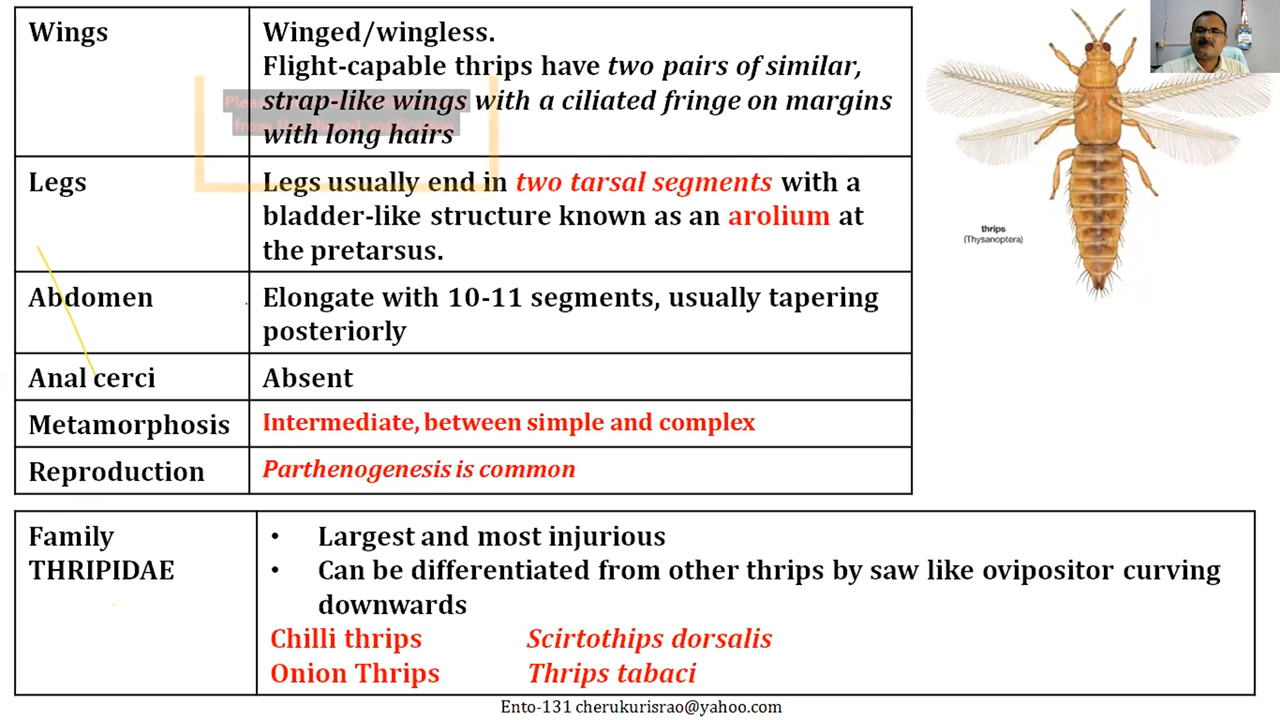 Wings
Winged/wingless.
Flight-capable thrips have two pairs of similar,
strap-like wings with a ciliated fringe on margins
with long hairs
Legs
Legs usually end in two tarsal segments with a
bladder-like structure known as an arolium at
the pretarsus.
Abdomen
Elongate with 10-11 segments, usually tapering
posteriorly
Anal cerci
Absent
Metamorphosis
Intermediate, between simple and complex
Reproduction
Parthenogenesis is common
thrips
(Thysanoptera)
Family
THRIPIDAE
• Largest and most injurious
• Can be differentiated from other thrips by saw like ovipositor curving
downwards
Chilli thrips Scirtothips dorsalis
Onion Thrips Thrips tabaci
Ento-131 cherukurisrao@yahoo.com